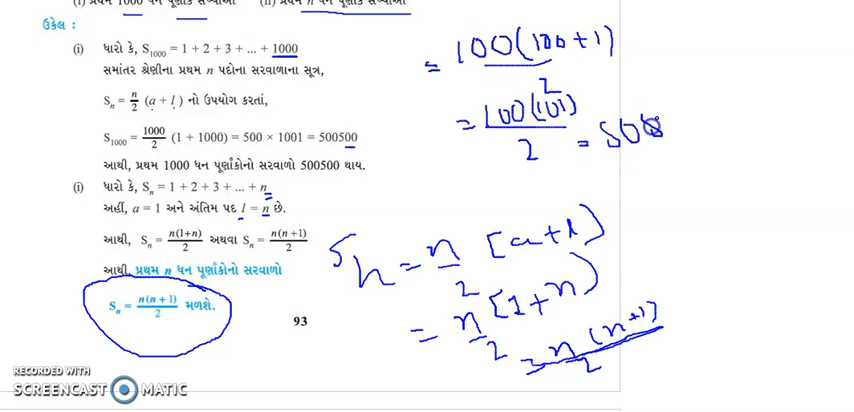 (i) પ્રથમ 1000 ધન પૂર્ણાંક સંખ્યાઓ (ii) પ્રથમ n ધન પૂર્ણાંક સંખ્યાઓ
ઉકેલ :
(i) ધારો કે, S₁₀₀₀ = 1 + 2 + 3 + ... + 1000
સમાંતર શ્રેણીના પ્રથમ n પદોના સરવાળાના સૂત્ર,
Sₙ = n/2 (a + l) નો ઉપયોગ કરતાં,
S₁₀₀₀ = 1000/2 (1 + 1000) = 500 × 1001 = 500500
આથી, પ્રથમ 1000 ધન પૂર્ણાંકોનો સરવાળો 500500 થાય.
(i) ધારો કે, Sₙ = 1 + 2 + 3 + ... + n
અહીં, a = 1 અને અંતિમ પદ l = n છે.
આથી, Sₙ = n(1+n)/2 અથવા Sₙ = n(n+1)/2
આથી, પ્રથમ n ધન પૂર્ણાંકોનો સરવાળો
Sₙ = n(n+1)/2 મળશે.
93
= 100(100+1)/2
= 100(101)/2 =
Sn = n/2 [a+l)
= n/2 [1+n)
= n(n+1)/2
RECORDED WITH
SCREENCAST MATIC